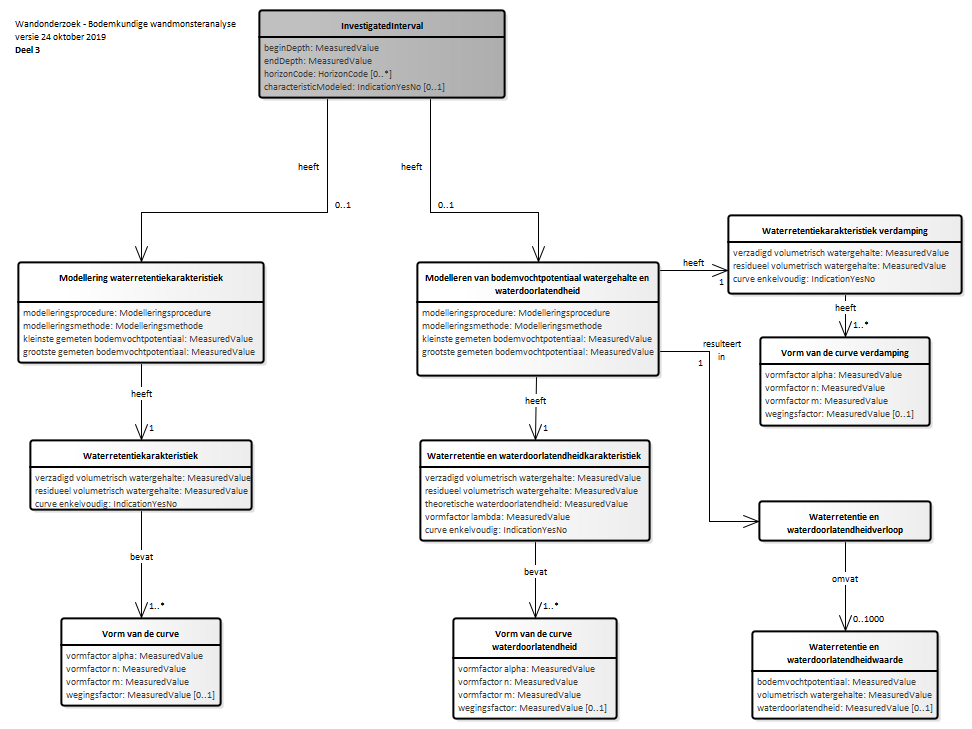 Wandonderzoek - Bodemkundige wandmonsteranalyse
versie 24 oktober 2019
Deel 3
InvestigatedInterval
beginDepth: MeasuredValue
endDepth: MeasuredValue
horizonCode: HorizonCode [0..*]
characteristicModeled: IndicationYesNo [0..1]
heeft
heeft
0..1
0..1
Modellering waterretentiekarakteristiek
modelleringsprocedure: Modelleringsprocedure
modelleringsmethode: Modelleringsmethode
kleinste gemeten bodemvochtpotentiaal: MeasuredValue
grootste gemeten bodemvochtpotentiaal: MeasuredValue
Modelleren van bodemvochtpotentiaal watergehalte en
waterdoorlatendheid
modelleringsprocedure: Modelleringsprocedure
modelleringsmethode: Modelleringsmethode
kleinste gemeten bodemvochtpotentiaal: MeasuredValue
grootste gemeten bodemvochtpotentiaal: MeasuredValue
heeft
1
Waterretentiekarakteristiek verdamping
verzadigd volumetrisch watergehalte: MeasuredValue
residueel volumetrisch watergehalte: MeasuredValue
curve enkelvoudig: IndicationYesNo
heeft
1..*
Vorm van de curve verdamping
vormfactor alpha: MeasuredValue
vormfactor n: MeasuredValue
vormfactor m: MeasuredValue
wegingsfactor: MeasuredValue [0..1]
resulteert
in
1
heeft
1
heeft
1
Waterretentiekarakteristiek
verzadigd volumetrisch watergehalte: MeasuredValue
residueel volumetrisch watergehalte: MeasuredValue
curve enkelvoudig: IndicationYesNo
Waterretentie en waterdoorlatendheidkarakteristiek
verzadigd volumetrisch watergehalte: MeasuredValue
residueel volumetrisch watergehalte: MeasuredValue
theoretische waterdoorlatendheid: MeasuredValue
vormfactor lambda: MeasuredValue
curve enkelvoudig: IndicationYesNo
Waterretentie en
waterdoorlatendheidverloop
bevat
1..*
bevat
1..*
omvat
0..1000
Vorm van de curve
vormfactor alpha: MeasuredValue
vormfactor n: MeasuredValue
vormfactor m: MeasuredValue
wegingsfactor: MeasuredValue [0..1]
Vorm van de curve
waterdoorlatendheid
vormfactor alpha: MeasuredValue
vormfactor n: MeasuredValue
vormfactor m: MeasuredValue
wegingsfactor: MeasuredValue [0..1]
Waterretentie en
waterdoorlatendheidwaarde
bodemvochtpotentiaal: MeasuredValue
volumetrisch watergehalte: MeasuredValue
waterdoorlatendheid: MeasuredValue [0..1]